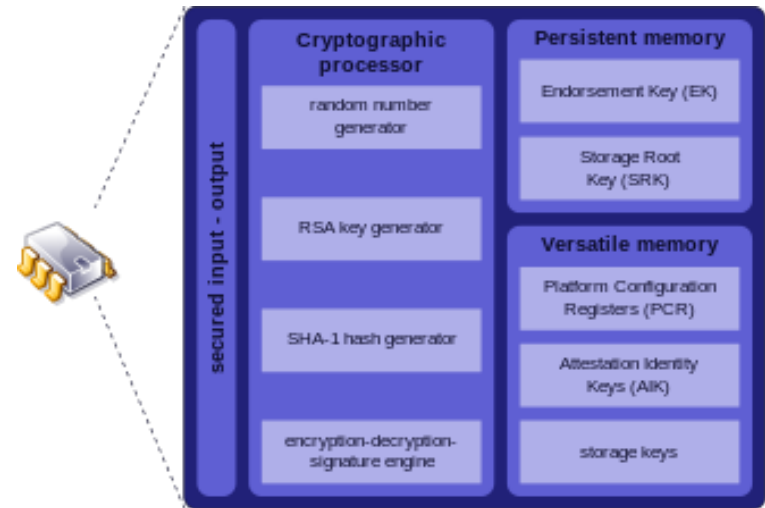 secured input - output
Cryptographic
processor
random number
generator
RSA key generator
SHA-1 hash generator
encryption-decryption-
signature engine
Persistent memory
Endorsement Key (EK)
Storage Root
Key (SRK)
Versatile memory
Platform Configuration
Registers (PCR)
Attestation Identity
Keys (AIK)
storage keys